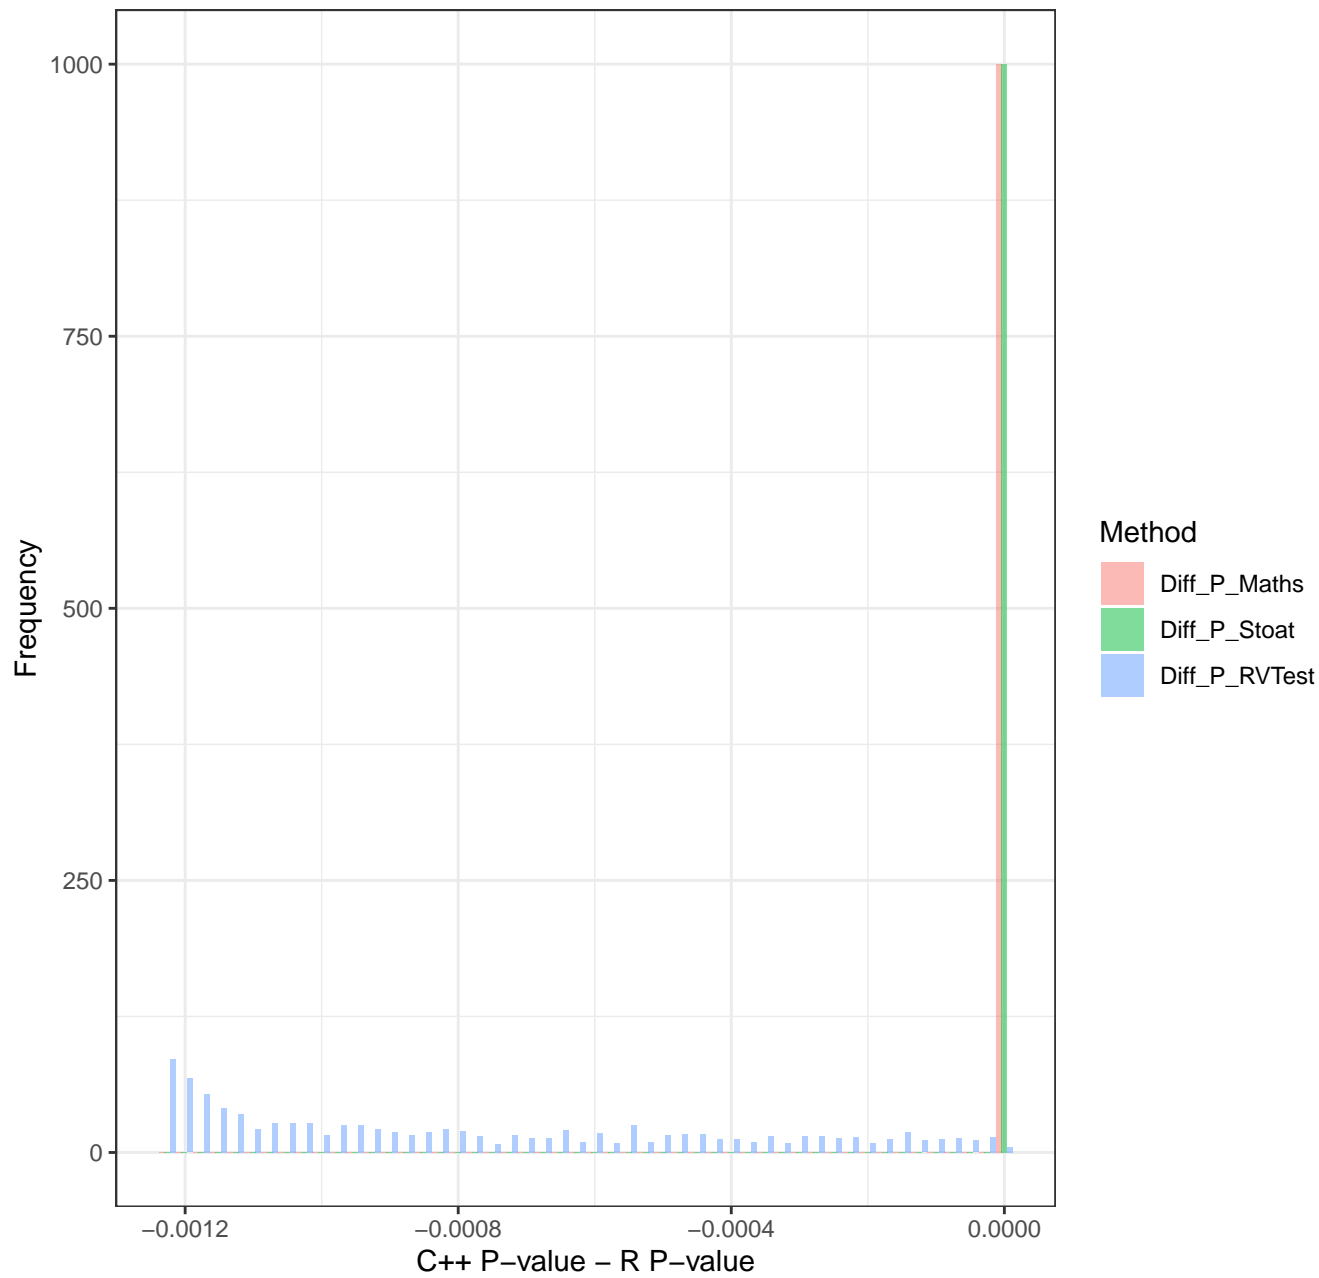 1000
750
500
250
0
Frequency
−0.0012
−0.0008
−0.0004
0.0000
C++ P−value − R P−value
Method
Diff_P_Maths
Diff_P_Stoat
Diff_P_RVTest